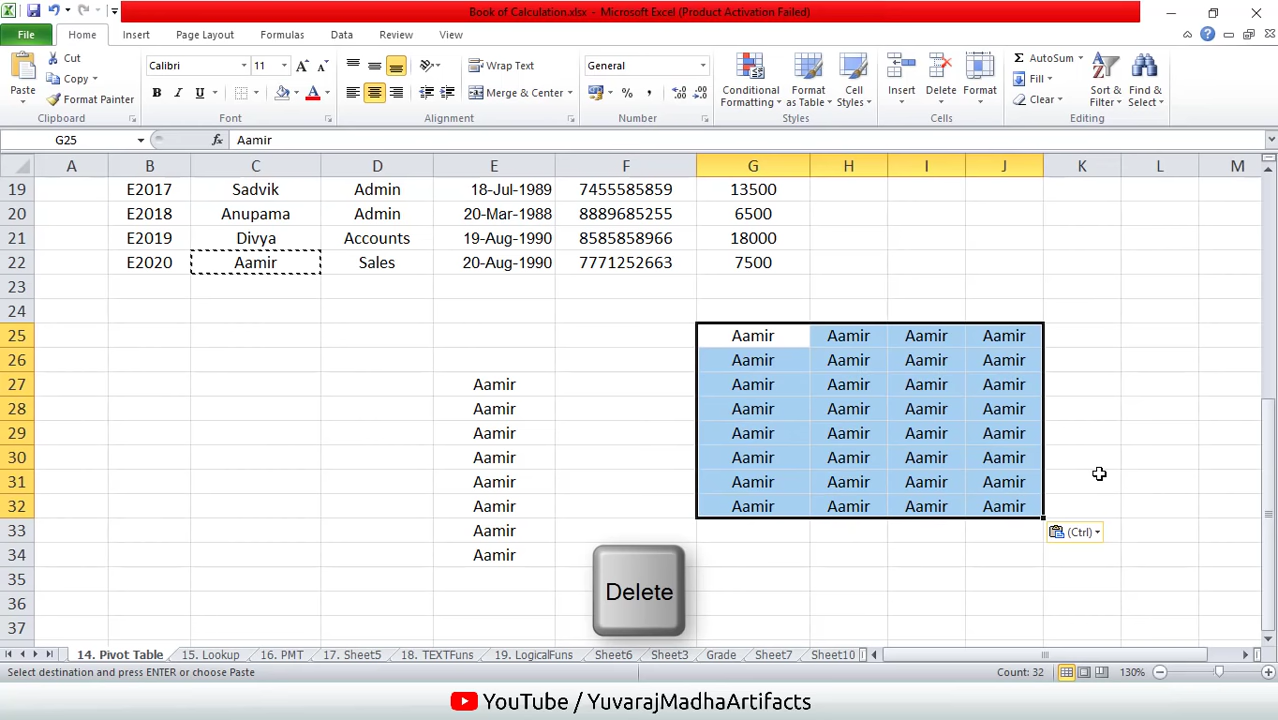 Book of Calculation.xlsx – Microsoft Excel (Product Activation Failed)
File Home Insert Page Layout Formulas Data Review View
Cut
Copy
Format Painter
Paste
Clipboard
Calibri 11
B I U
Font
Wrap Text
Merge & Center
Alignment
General
%
Number
Conditional Formatting
Format as Table
Cell Styles
Styles
Insert Delete Format
Cells
AutoSum
Fill
Clear
Sort & Filter
Find & Select
Editing
G25 fx Aamir
A B C D E F G H I J K L M
19 E2017 Sadvik Admin 18-Jul-1989 7455585859 13500
20 E2018 Anupama Admin 20-Mar-1988 8889685255 6500
21 E2019 Divya Accounts 19-Aug-1990 8585858966 18000
22 E2020 Aamir Sales 20-Aug-1990 7771252663 7500
23
24
25 Aamir Aamir Aamir Aamir
26 Aamir Aamir Aamir Aamir
27 Aamir Aamir Aamir Aamir Aamir
28 Aamir Aamir Aamir Aamir Aamir
29 Aamir Aamir Aamir Aamir Aamir
30 Aamir Aamir Aamir Aamir Aamir
31 Aamir Aamir Aamir Aamir Aamir
32 Aamir Aamir Aamir Aamir Aamir
33 Aamir
(Ctrl)
34 Aamir
35
Delete
36
37
14. Pivot Table 15. Lookup 16. PMT 17. Sheet5 18. TEXTFuns 19. LogicalFuns Sheet6 Sheet3 Grade Sheet7 Sheet10
Select destination and press ENTER or choose Paste Count: 32 130%
YouTube / YuvarajMadhaArtifacts